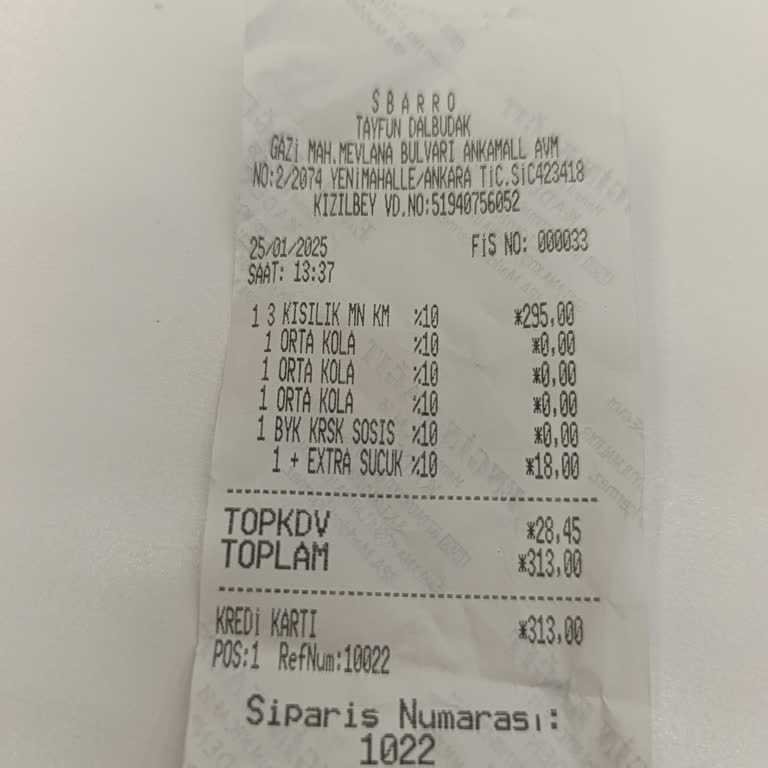 SBARRO
TAYFUN DALBUDAK
GAZİ MAH.MEVLANA BULVARI ANKAMALL AVM
NO:2/2074 YENİMAHALLE/ANKARA TİC.SİC423418
KIZILBEY VD.NO:51940756052
25/01/2025 FİŞ NO: 000033
SAAT: 13:37
1 3 KISILIK MN KM %10 *295,00
1 ORTA KOLA %10 *0,00
1 ORTA KOLA %10 *0,00
1 ORTA KOLA %10 *0,00
1 BYK KRSK SOSIS %10 *0,00
1 + EXTRA SUCUK %10 *18,00
TOPKDV *28,45
TOPLAM *313,00
KREDİ KARTI *313,00
POS:1 RefNum:10022
Siparis Numarası:
1022